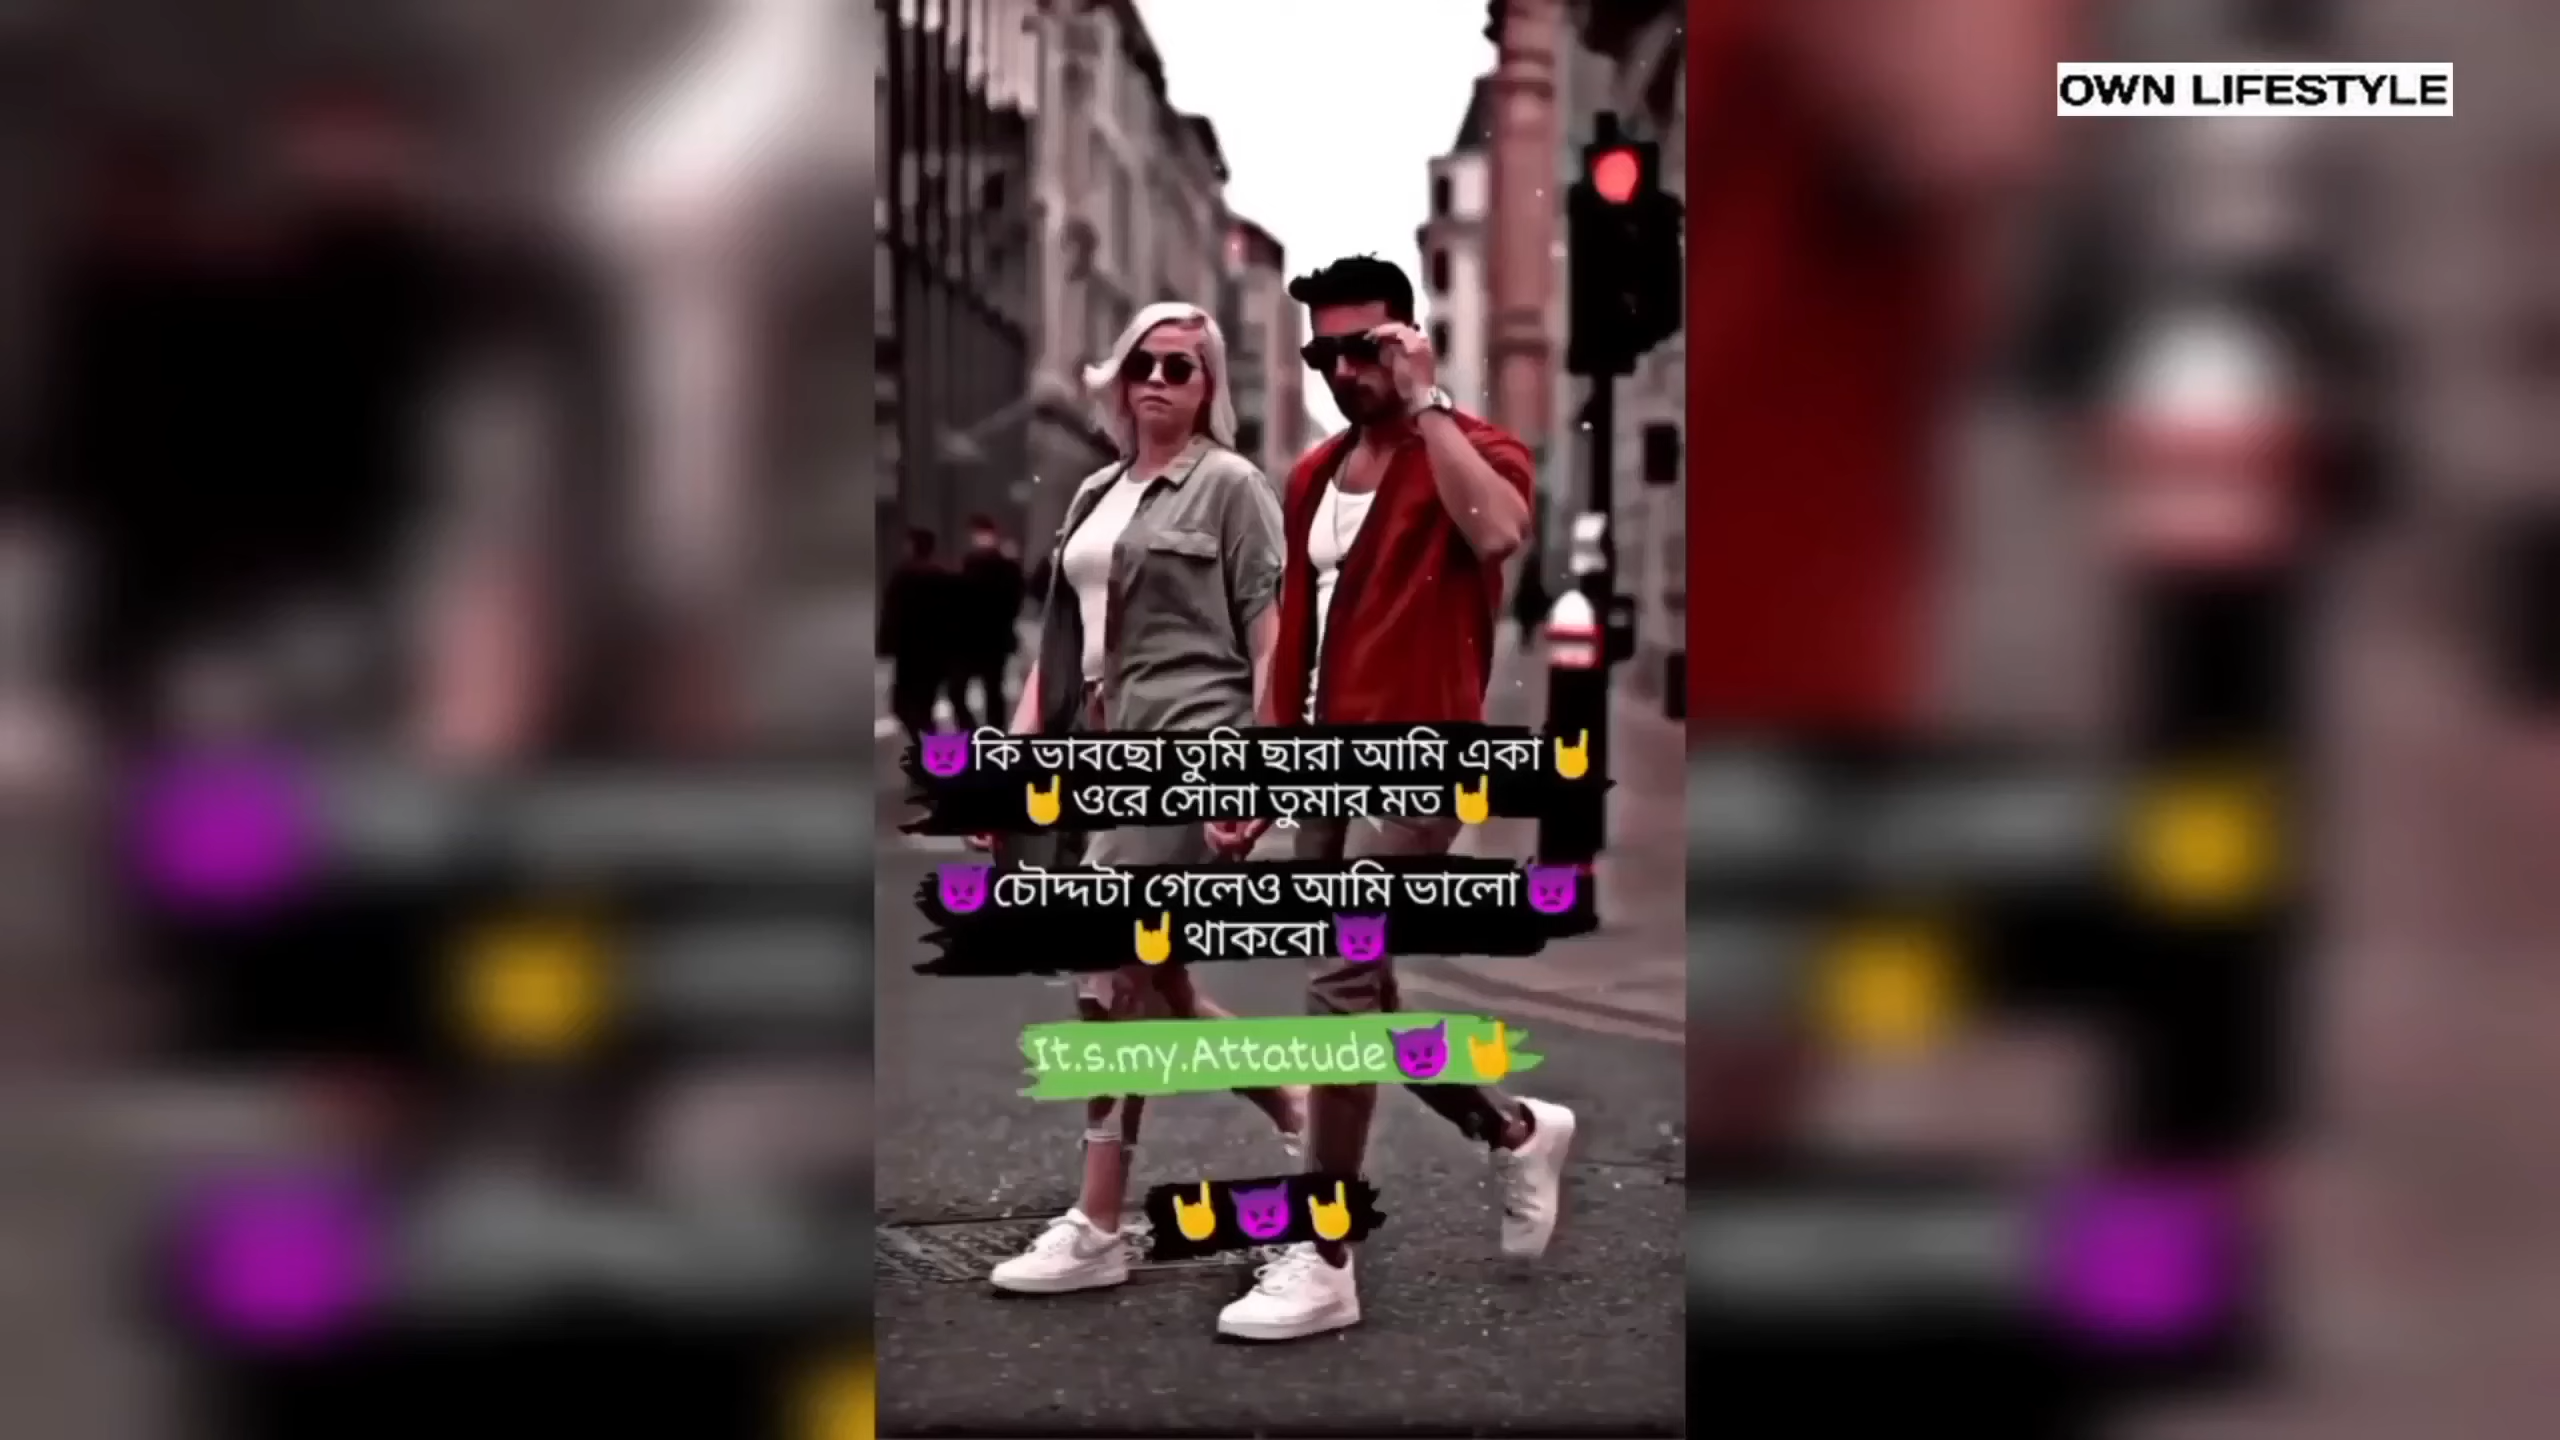 OWN LIFESTYLE
👿কি ভাবছো তুমি ছারা আমি একা🤘
🤘ওরে সোনা তুমার্ মত🤘
👿চৌদ্দটা গেলেও আমি ভালো👿
🤘থাকবো👿
It.s.my.Attatude👿🤘
🤘👿🤘